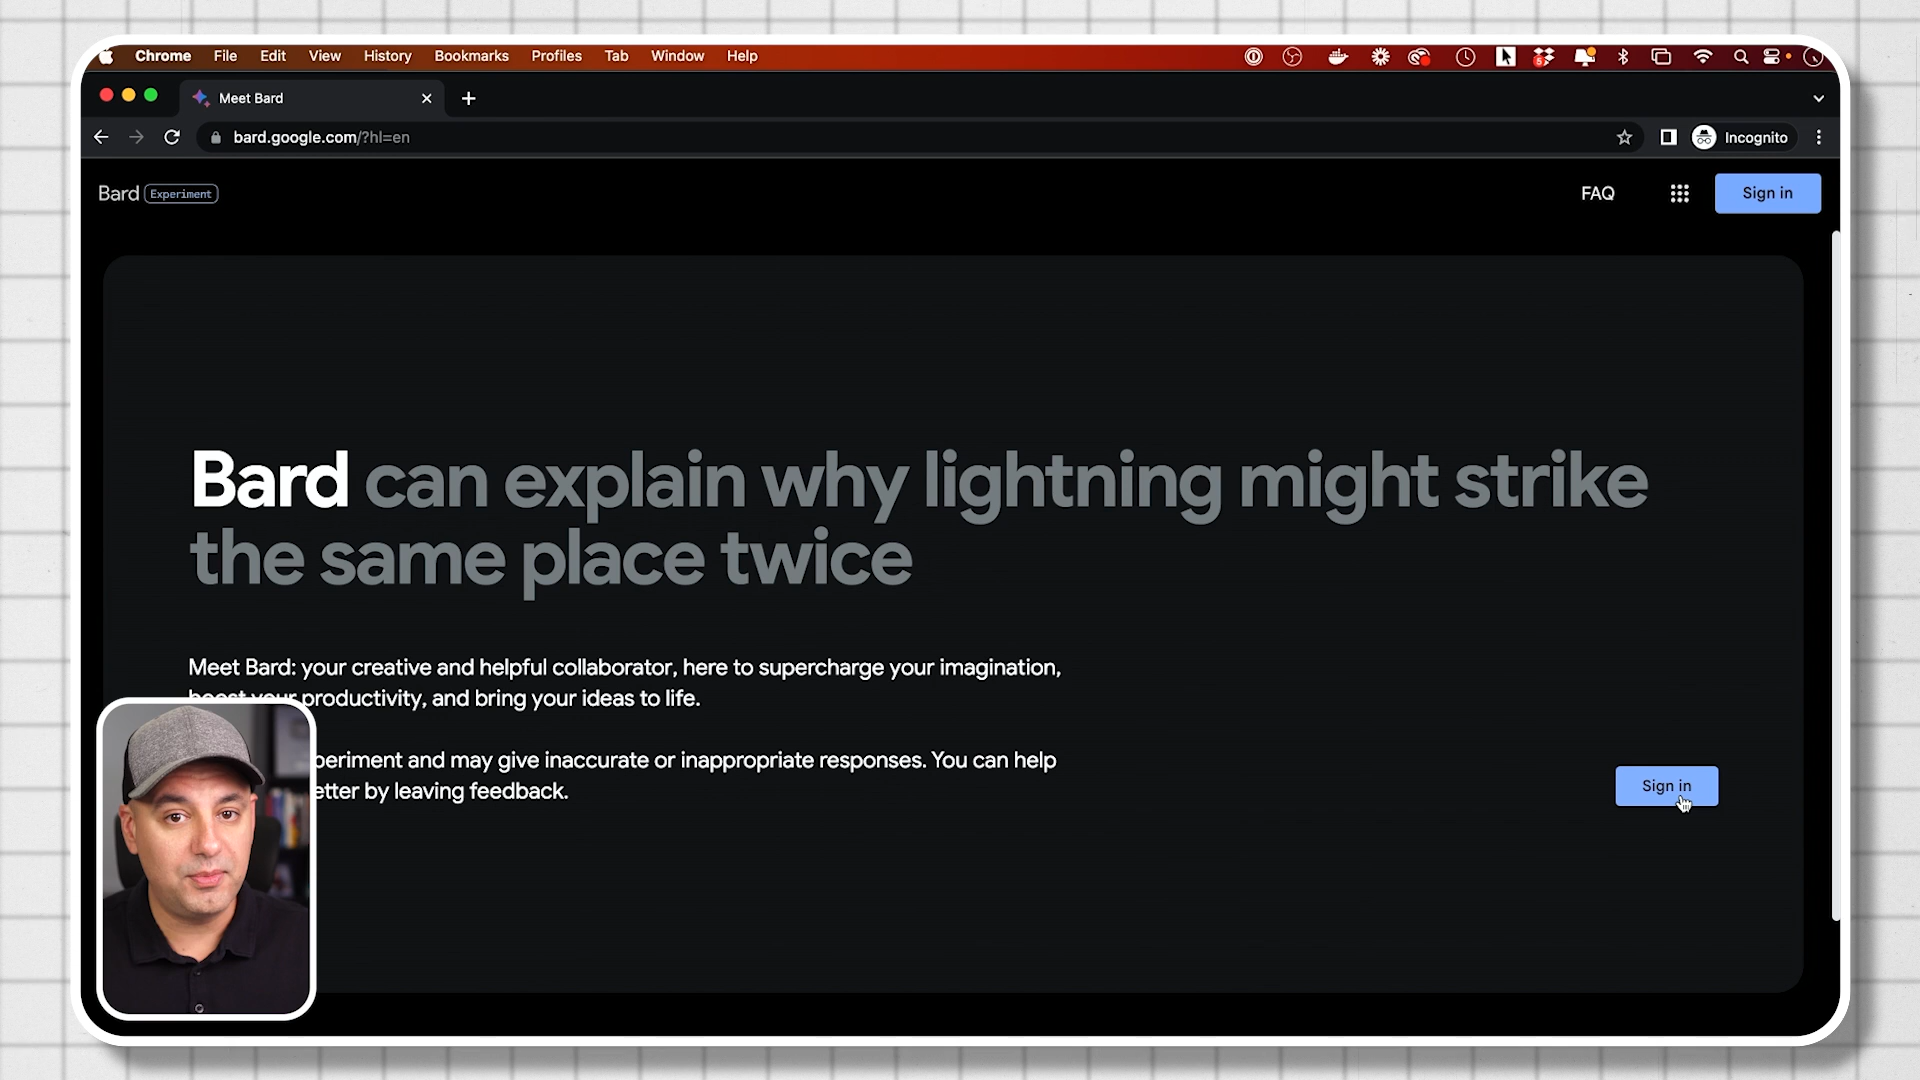 Chrome File Edit View History Bookmarks Profiles Tab Window Help
5
Meet Bard
bard.google.com/?hl=en
Incognito
Bard Experiment
FAQ
Sign in
Bard can explain why lightning might strike
the same place twice
Meet Bard: your creative and helpful collaborator, here to supercharge your imagination,
boost your productivity, and bring your ideas to life.
periment and may give inaccurate or inappropriate responses. You can help
etter by leaving feedback.
Sign in